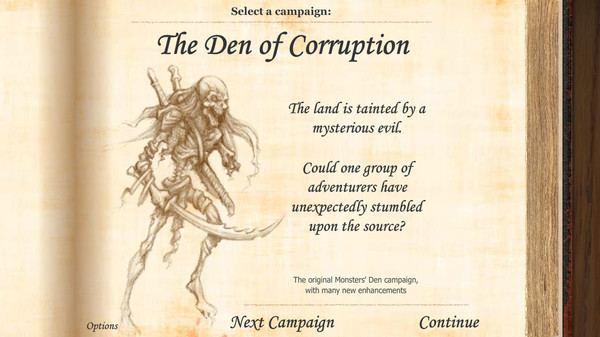 Select a campaign:
The Den of Corruption
The land is tainted by a
mysterious evil.
Could one group of
adventurers have
unexpectedly stumbled
upon the source?
The original Monsters' Den campaign,
with many new enhancements
Options
Next Campaign
Continue